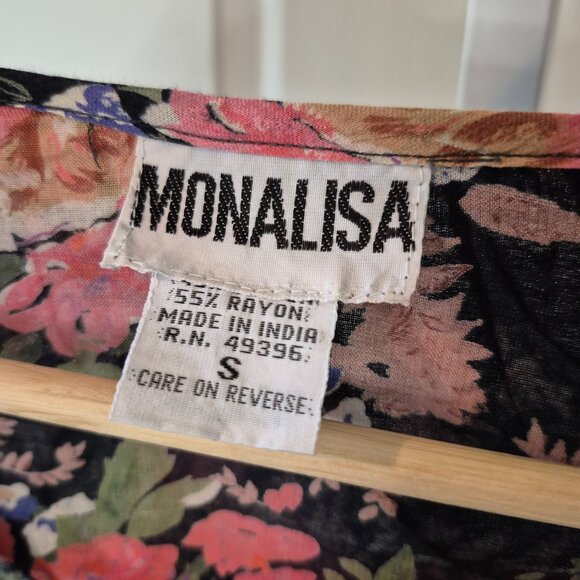 MONALISA
55% RAYON
MADE IN INDIA
R.N. 49396
S
CARE ON REVERSE